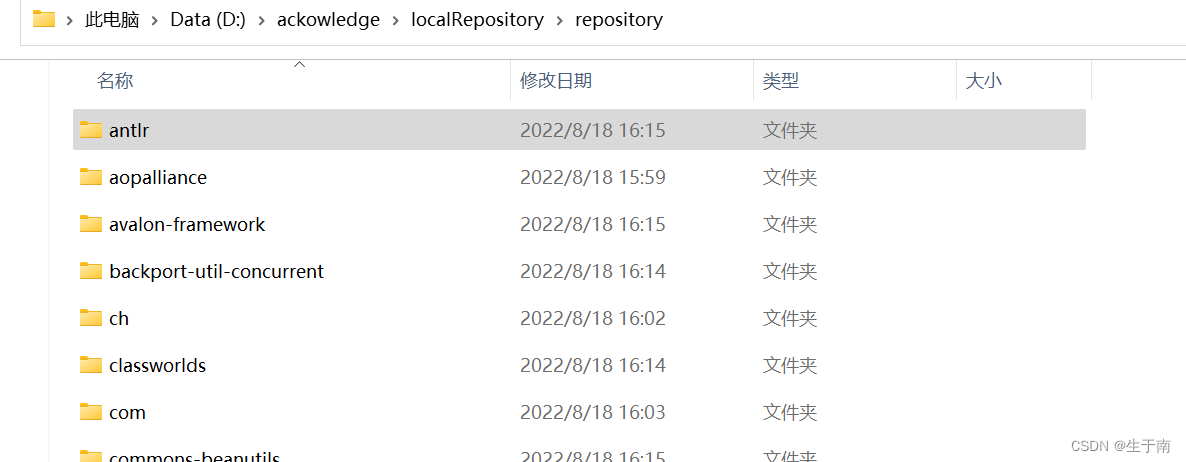 此电脑 > Data (D:) > ackowledge > localRepository > repository
名称 修改日期 类型 大小
antlr 2022/8/18 16:15 文件夹
aopalliance 2022/8/18 15:59 文件夹
avalon-framework 2022/8/18 16:15 文件夹
backport-util-concurrent 2022/8/18 16:14 文件夹
ch 2022/8/18 16:02 文件夹
classworlds 2022/8/18 16:14 文件夹
com 2022/8/18 16:03 文件夹
commons-beanutils 2022/8/18 16:15 文件夹
CSDN @生于南